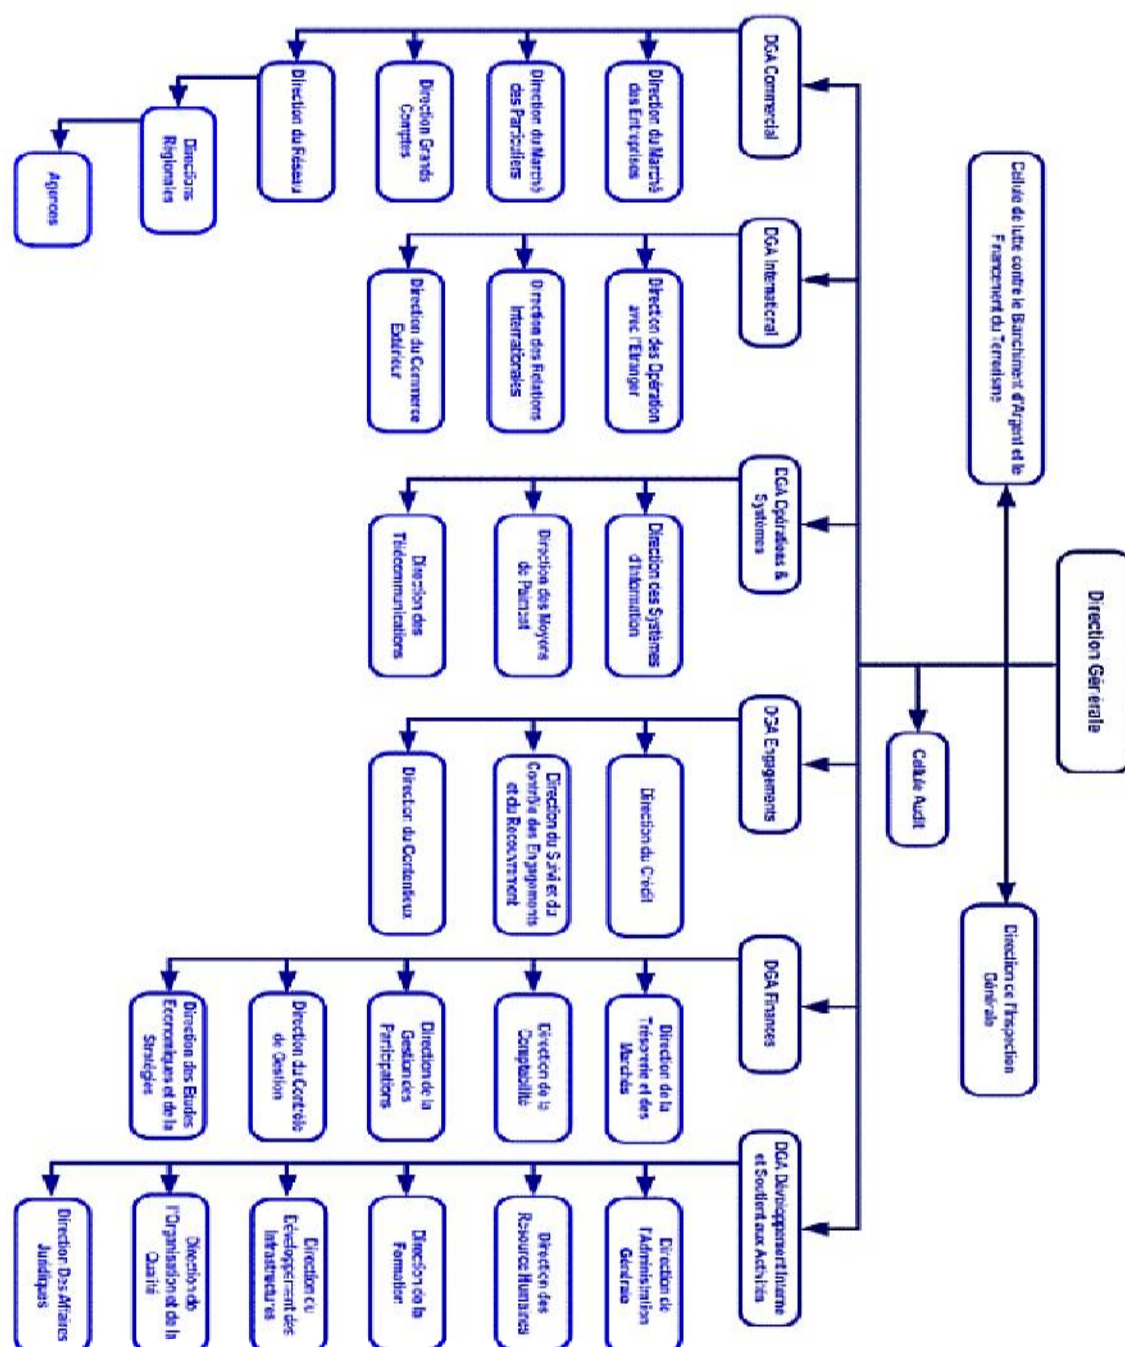 Direction Générale
Cellule de lutte contre le Blanchiment d'Argent et le
Financement du Terrorisme
Direction de l'Inspection
Générale
Cellule Audit
DGA Commercial
Direction du Marché
des Entreprises
Direction du Marché
des Particuliers
Direction Grands
Comptes
Direction du Réseau
Directions
Régionales
Agences
DGA International
Direction des Opération
avec l'Etranger
Direction des Relations
Internationales
Direction du Commerce
Extérieur
DGA Opérations &
Systèmes
Direction des Systèmes
d'Information
Direction des Moyens
de Paiment
Direction des
Télécommunications
DGA Engagements
Direction du Crédit
Direction du Suivi et du
Contrôle des Engagements
et du Recouvrement
Direction du Contentieux
DGA Finances
Direction de la
Trésorerie et des
Marchés
Direction de la
Comptabilité
Direction de la
Gestion des
Participations
Direction du Contrôle
de Gestion
Direction des Etudes
Economiques et de la
Stratégies
DGA Développement Interne
et Soutient aux Activités
Direction de
l'Administration
Générale
Direction des
Resource Humaines
Direction de la
Formation
Direction du
Développement des
Infrastructures
Direction de
l'Organisation et de la
Qualité
Direction Des Affaires
Juridiques